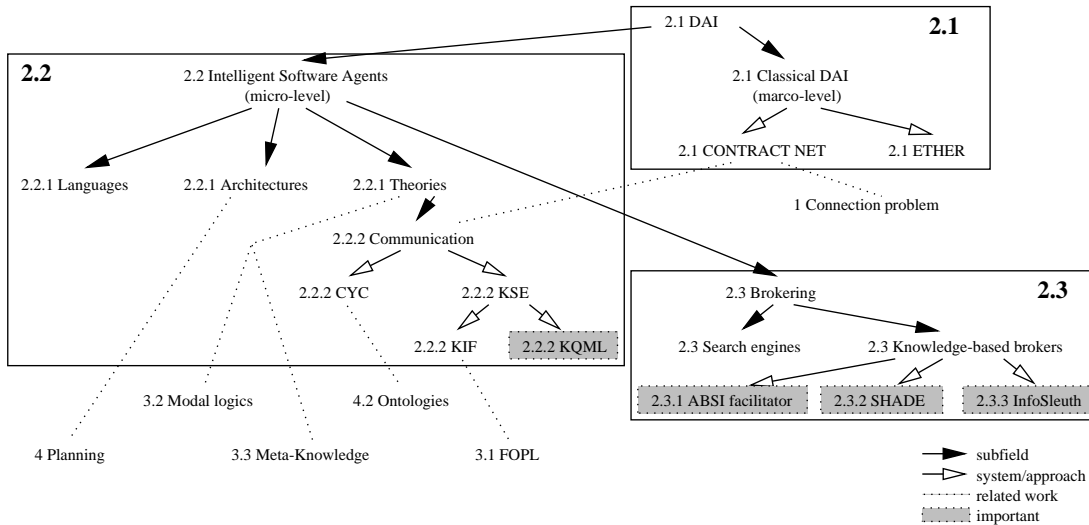 2.1 DAI
2.1
2.2
2.2 Intelligent Software Agents
(micro-level)
2.1 Classical DAI
(marco-level)
2.1 CONTRACT NET
2.1 ETHER
2.2.1 Languages
2.2.1 Architectures
2.2.1 Theories
1 Connection problem
2.2.2 Communication
2.2.2 CYC
2.2.2 KSE
2.3 Brokering
2.3
2.2.2 KIF
2.2.2 KQML
2.3 Search engines
2.3 Knowledge-based brokers
3.2 Modal logics
4.2 Ontologies
2.3.1 ABSI facilitator
2.3.2 SHADE
2.3.3 InfoSleuth
4 Planning
3.3 Meta-Knowledge
3.1 FOPL
subfield
system/approach
related work
important